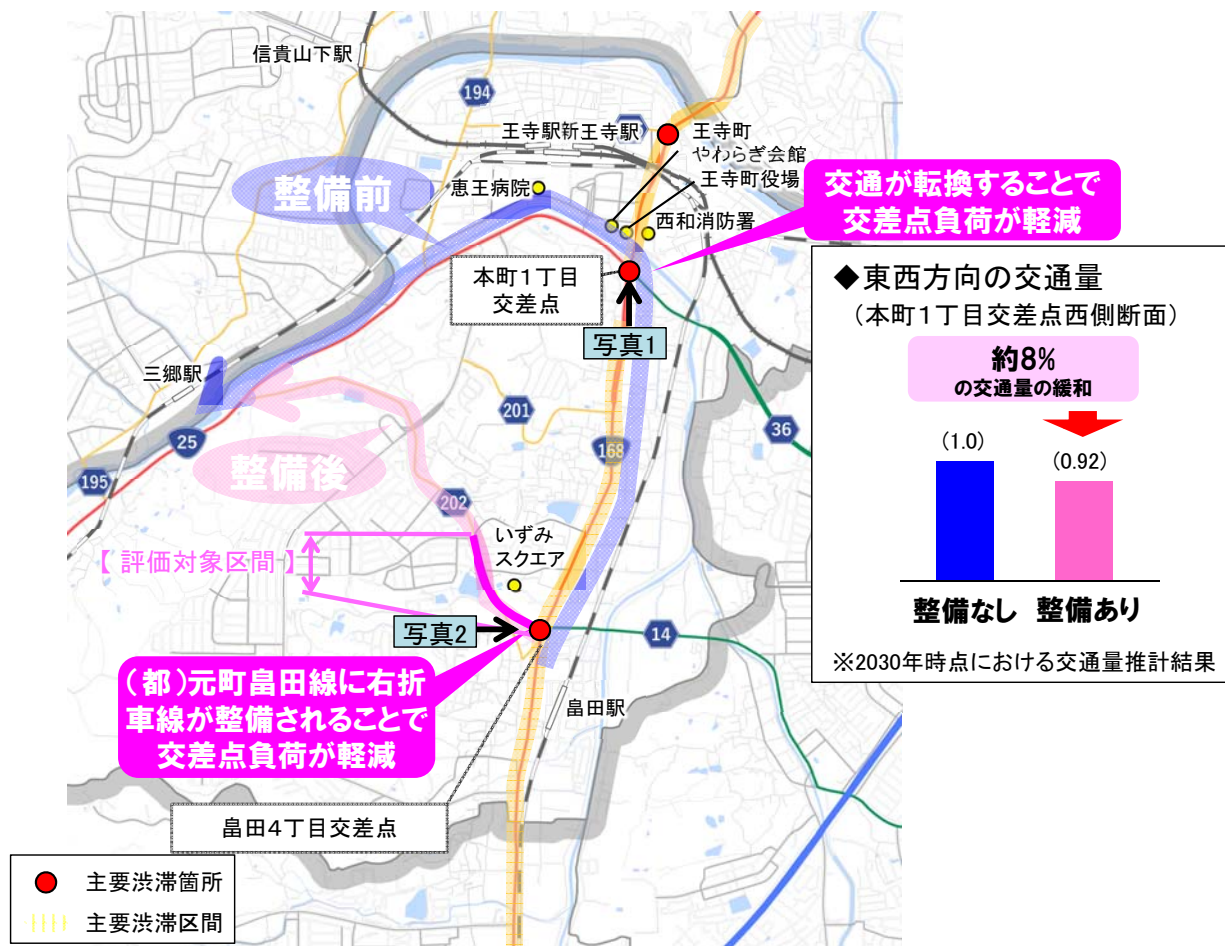 信貴山下駅
194
王寺駅新王寺駅
王寺町
やわらぎ会館
王寺町役場
整備前
恵王病院
西和消防署
交通が転換することで
交差点負荷が軽減
本町1丁目
交差点
写真1
◆東西方向の交通量
(本町1丁目交差点西側断面)
約8%
の交通量の緩和
(1.0)
(0.92)
整備なし
整備あり
※2030年時点における交通量推計結果
三郷駅
25
195
201
168
36
整備後
202
いずみ
スクエア
【 評価対象区間 】
写真2
14
(都)元町畠田線に右折
車線が整備されることで
交差点負荷が軽減
畠田駅
畠田4丁目交差点
主要渋滞箇所
主要渋滞区間